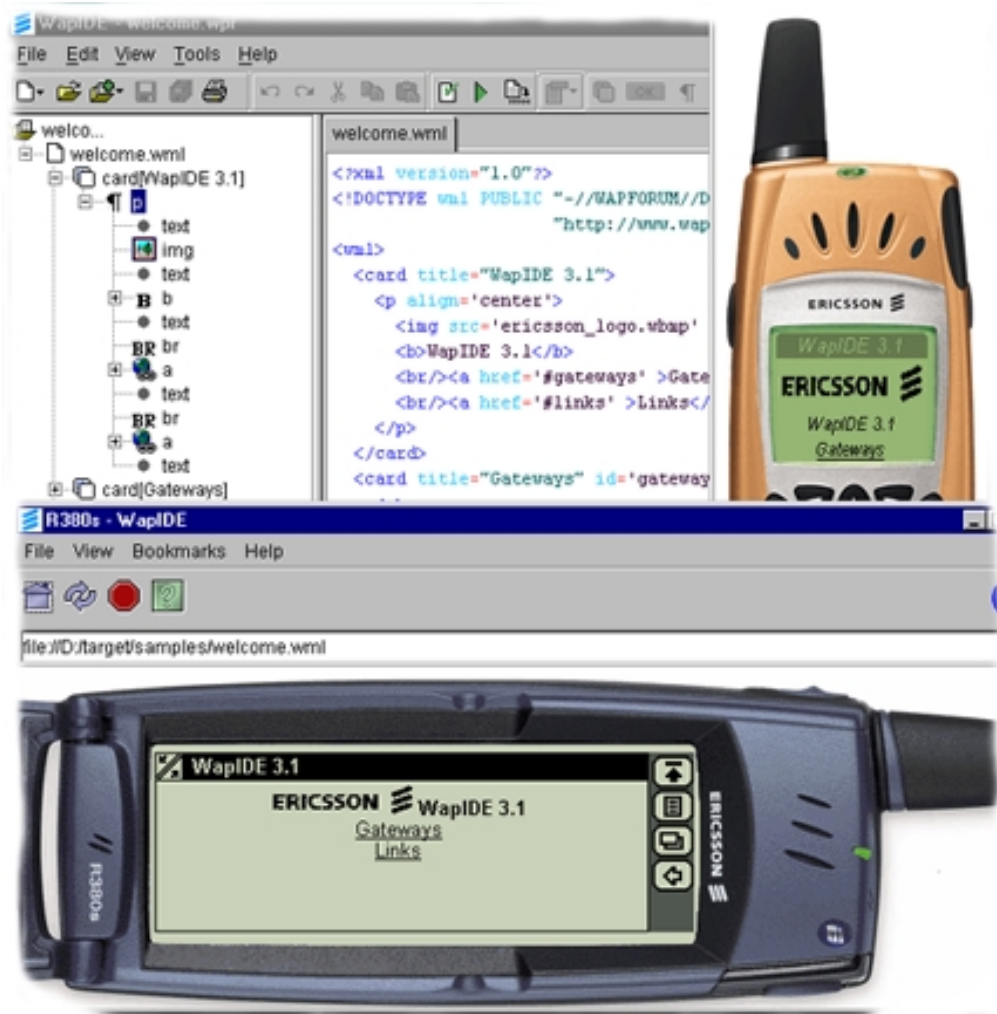 WapIDE - welcome.wpr
File Edit View Tools Help
welco...
welcome.wml
card[WapIDE 3.1]
p
text
img
text
B b
text
BR br
a
text
BR br
a
text
card[Gateways]
welcome.wml
<?xml version="1.0"?>
<!DOCTYPE wml PUBLIC "-//WAPFORUM//D
"http://www.wap
<wml>
<card title="WapIDE 3.1">
<p align='center'>
<img src='ericsson_logo.wbmp'
<b>WapIDE 3.1</b>
<br/><a href='#gateways' >Gate
<br/><a href='#links' >Links</
</p>
</card>
<card title="Gateways" id='gateway
ERICSSON
WapIDE 3.1
ERICSSON
WapIDE 3.1
Gateways
R380s - WapIDE
File View Bookmarks Help
file://D:/target/samples/welcome.wml
WapIDE 3.1
ERICSSON WapIDE 3.1
Gateways
Links
R380s
ERICSSON